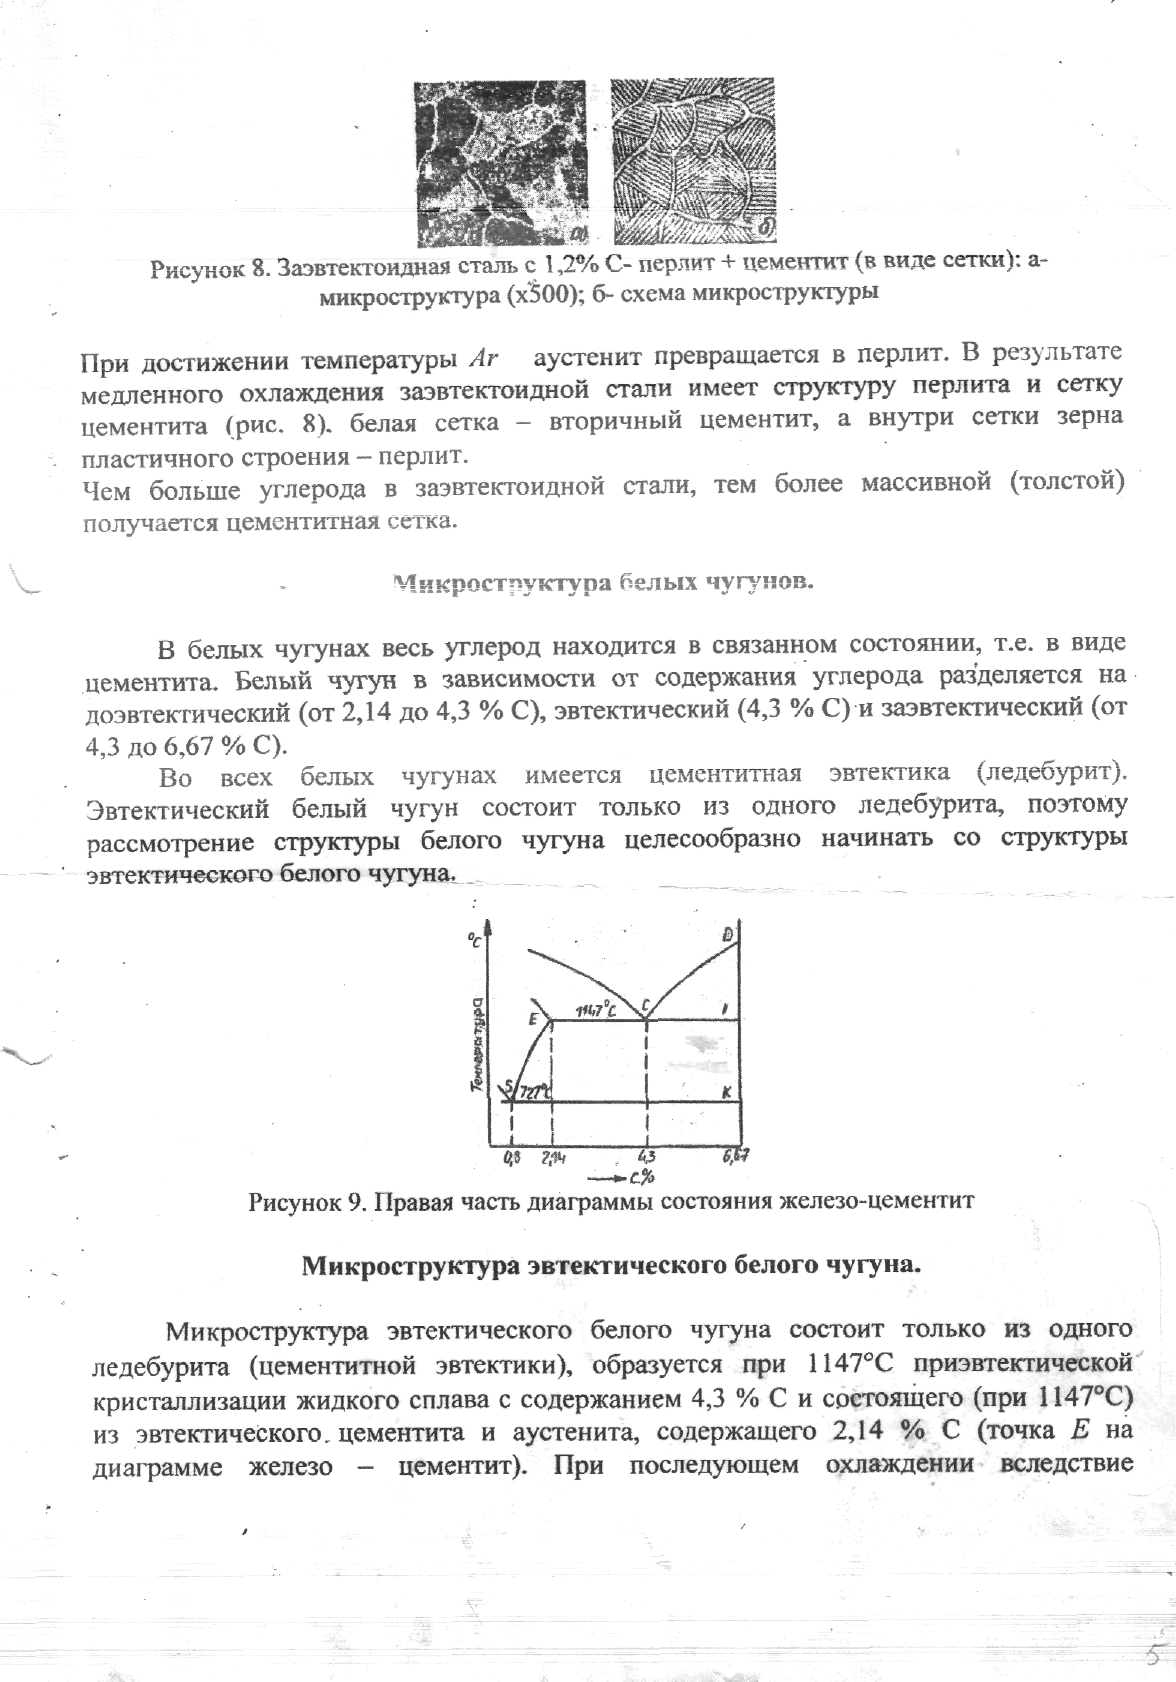 а)
б)
Рисунок 8. Заэвтектоидная сталь с 1,2% С- перлит + цементит (в виде сетки): а-
микроструктура (х500); б- схема микроструктуры
При достижении температуры Ar аустенит превращается в перлит. В результате
медленного охлаждения заэвтектоидной стали имеет структуру перлита и сетку
цементита (рис. 8). белая сетка – вторичный цементит, а внутри сетки зерна
пластичного строения – перлит.
Чем больше углерода в заэвтектоидной стали, тем более массивной (толстой)
получается цементитная сетка.
Микроструктура белых чугунов.
В белых чугунах весь углерод находится в связанном состоянии, т.е. в виде
цементита. Белый чугун в зависимости от содержания углерода разделяется на
доэвтектический (от 2,14 до 4,3 % С), эвтектический (4,3 % С) и заэвтектический (от
4,3 до 6,67 % С).
Во всех белых чугунах имеется цементитная эвтектика (ледебурит).
Эвтектический белый чугун состоит только из одного ледебурита, поэтому
рассмотрение структуры белого чугуна целесообразно начинать со структуры
эвтектического белого чугуна.
°C
D
Температура
E
1147°C
C
S
727°C
K
0,8 2,14 4,3 6,67
C%
Рисунок 9. Правая часть диаграммы состояния железо-цементит
Микроструктура эвтектического белого чугуна.
Микроструктура эвтектического белого чугуна состоит только из одного
ледебурита (цементитной эвтектики), образуется при 1147°С приэвтектической
кристаллизации жидкого сплава с содержанием 4,3 % С и состоящего (при 1147°С)
из эвтектического цементита и аустенита, содержащего 2,14 % С (точка E на
диаграмме железо – цементит). При последующем охлаждении вследствие
5